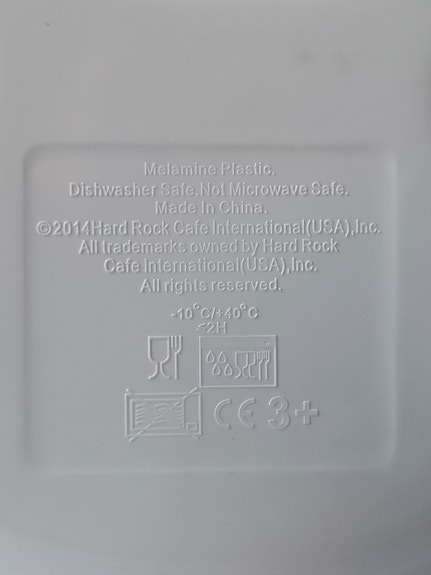 Melamine Plastic.
Dishwasher Safe.Not Microwave Safe.
Made In China.
©2014Hard Rock Cafe International(USA),Inc.
All trademarks owned by Hard Rock
Cafe International(USA),Inc.
All rights reserved.
-10°C/+40°C
≤2H
CE 3+